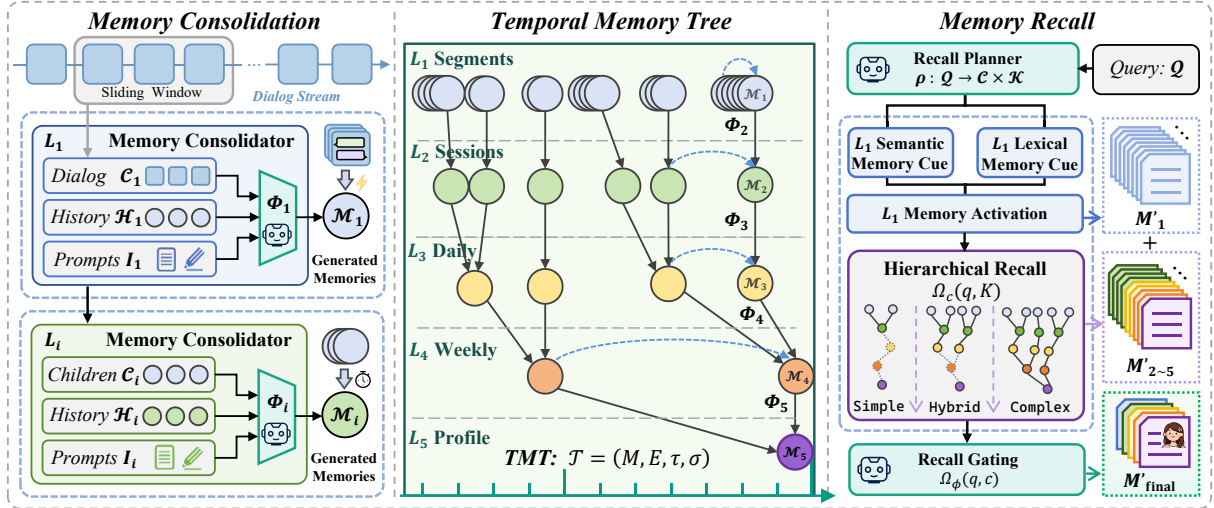 Memory Consolidation
Sliding Window
...
Dialog Stream
L₁ Memory Consolidator
Dialog 𝓒₁
History 𝓗₁
Prompts I₁
Φ₁
𝓜₁
Generated
Memories
Lᵢ Memory Consolidator
Children 𝓒ᵢ
History 𝓗ᵢ
Prompts Iᵢ
Φᵢ
𝓜ᵢ
Generated
Memories
Temporal Memory Tree
L₁ Segments
𝓜₁
Φ₂
L₂ Sessions
𝓜₂
Φ₃
L₃ Daily
𝓜₃
Φ₄
L₄ Weekly
𝓜₄
Φ₅
L₅ Profile
𝓜₅
TMT: 𝒯 = (M, E, τ, σ)
Memory Recall
Recall Planner
ρ : Q → 𝓒 × 𝓚
Query: Q
L₁ Semantic
Memory Cue
L₁ Lexical
Memory Cue
L₁ Memory Activation
M′₁
+
Hierarchical Recall
Ω_c(q, K)
Simple
Hybrid
Complex
M′₂~₅
Recall Gating
Ω_ϕ(q, c)
M′_final